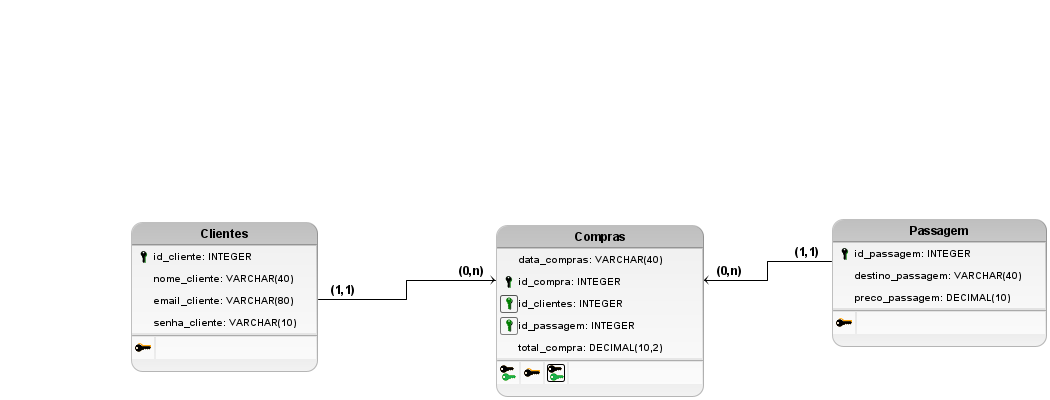 Clientes
id_cliente: INTEGER
nome_cliente: VARCHAR(40)
email_cliente: VARCHAR(80)
senha_cliente: VARCHAR(10)
(1,1)
(0,n)
Compras
data_compras: VARCHAR(40)
id_compra: INTEGER
id_clientes: INTEGER
id_passagem: INTEGER
total_compra: DECIMAL(10,2)
(0,n)
(1,1)
Passagem
id_passagem: INTEGER
destino_passagem: VARCHAR(40)
preco_passagem: DECIMAL(10)